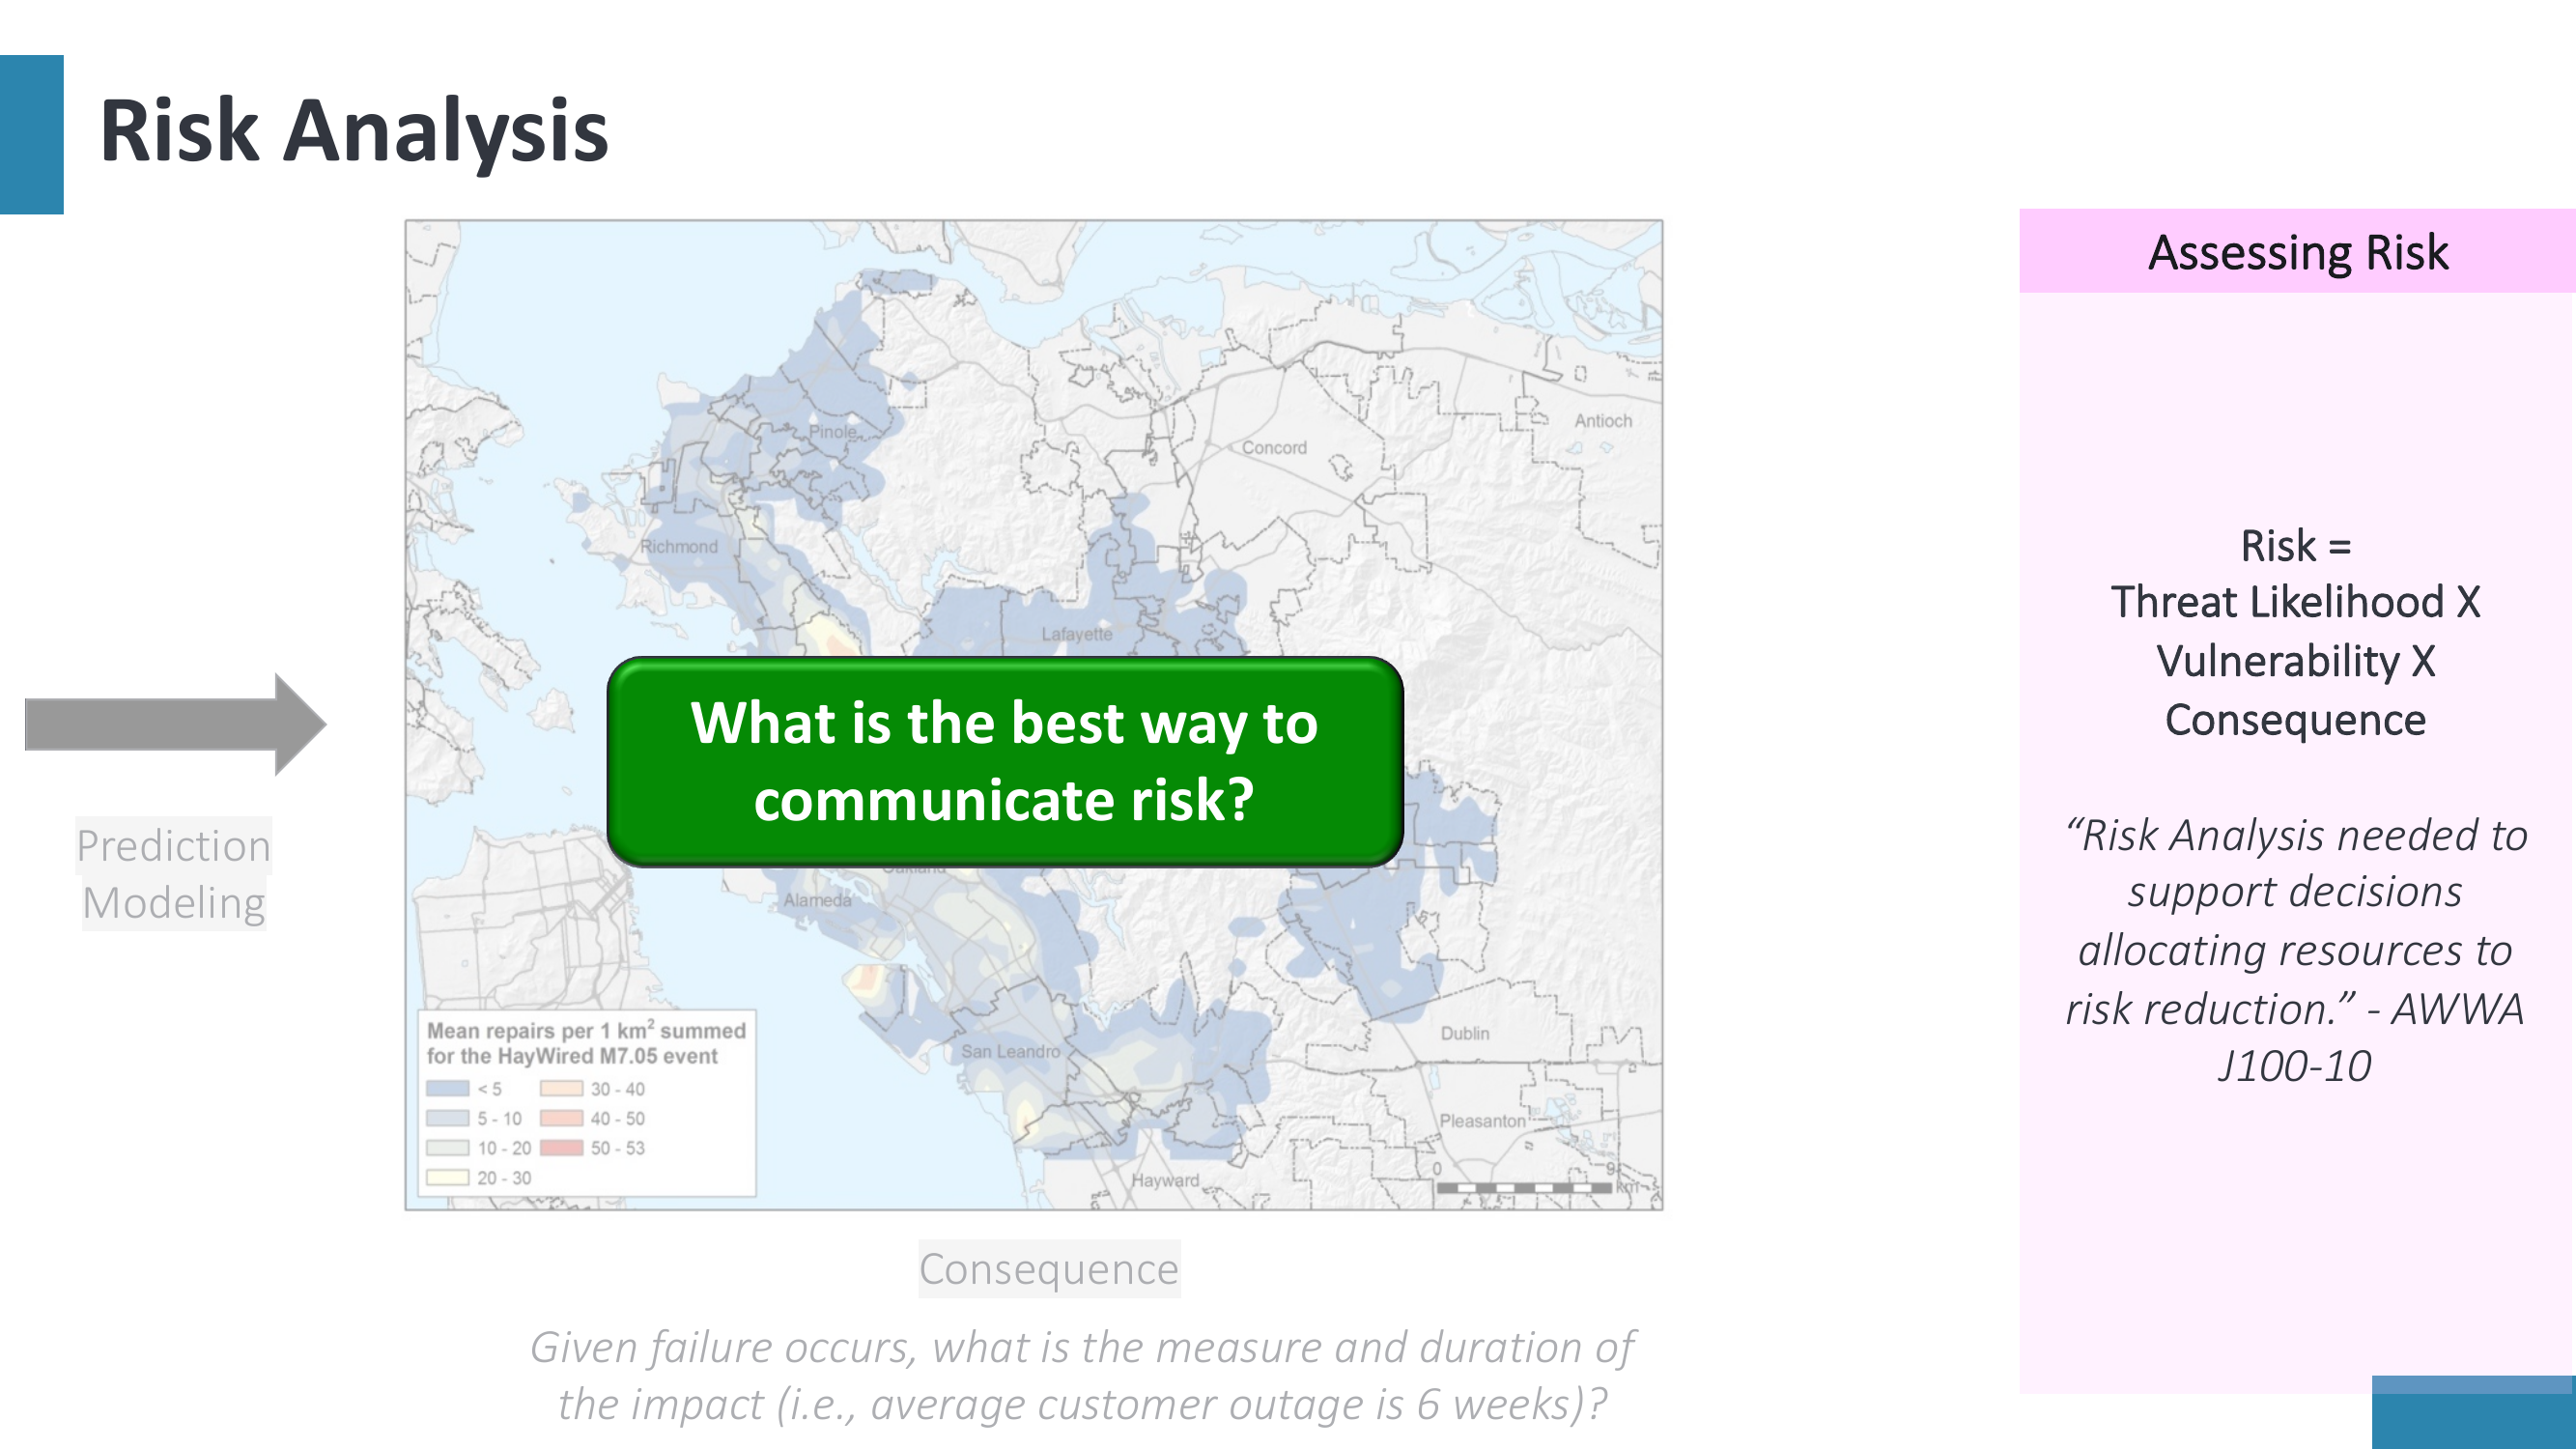 Risk Analysis
Assessing Risk
Risk =
Threat Likelihood X
Vulnerability X
Consequence
“Risk Analysis needed to
support decisions
allocating resources to
risk reduction.” - AWWA
J100-10
Prediction
Modeling
Pinole
Concord
Antioch
Richmond
Lafayette
What is the best way to
communicate risk?
Oakland
Alameda
San Leandro
Dublin
Pleasanton
Hayward
0 9
km
Mean repairs per 1 km² summed
for the HayWired M7.05 event
< 5 30 - 40
5 - 10 40 - 50
10 - 20 50 - 53
20 - 30
Consequence
Given failure occurs, what is the measure and duration of
the impact (i.e., average customer outage is 6 weeks)?